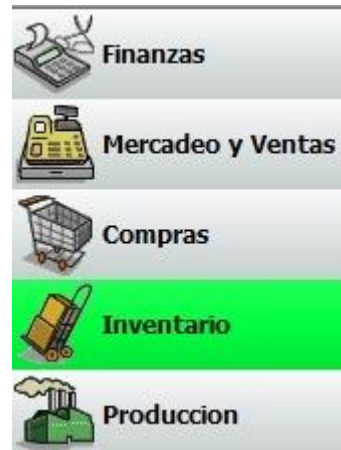 Finanzas
Mercadeo y Ventas
Compras
Inventario
Produccion